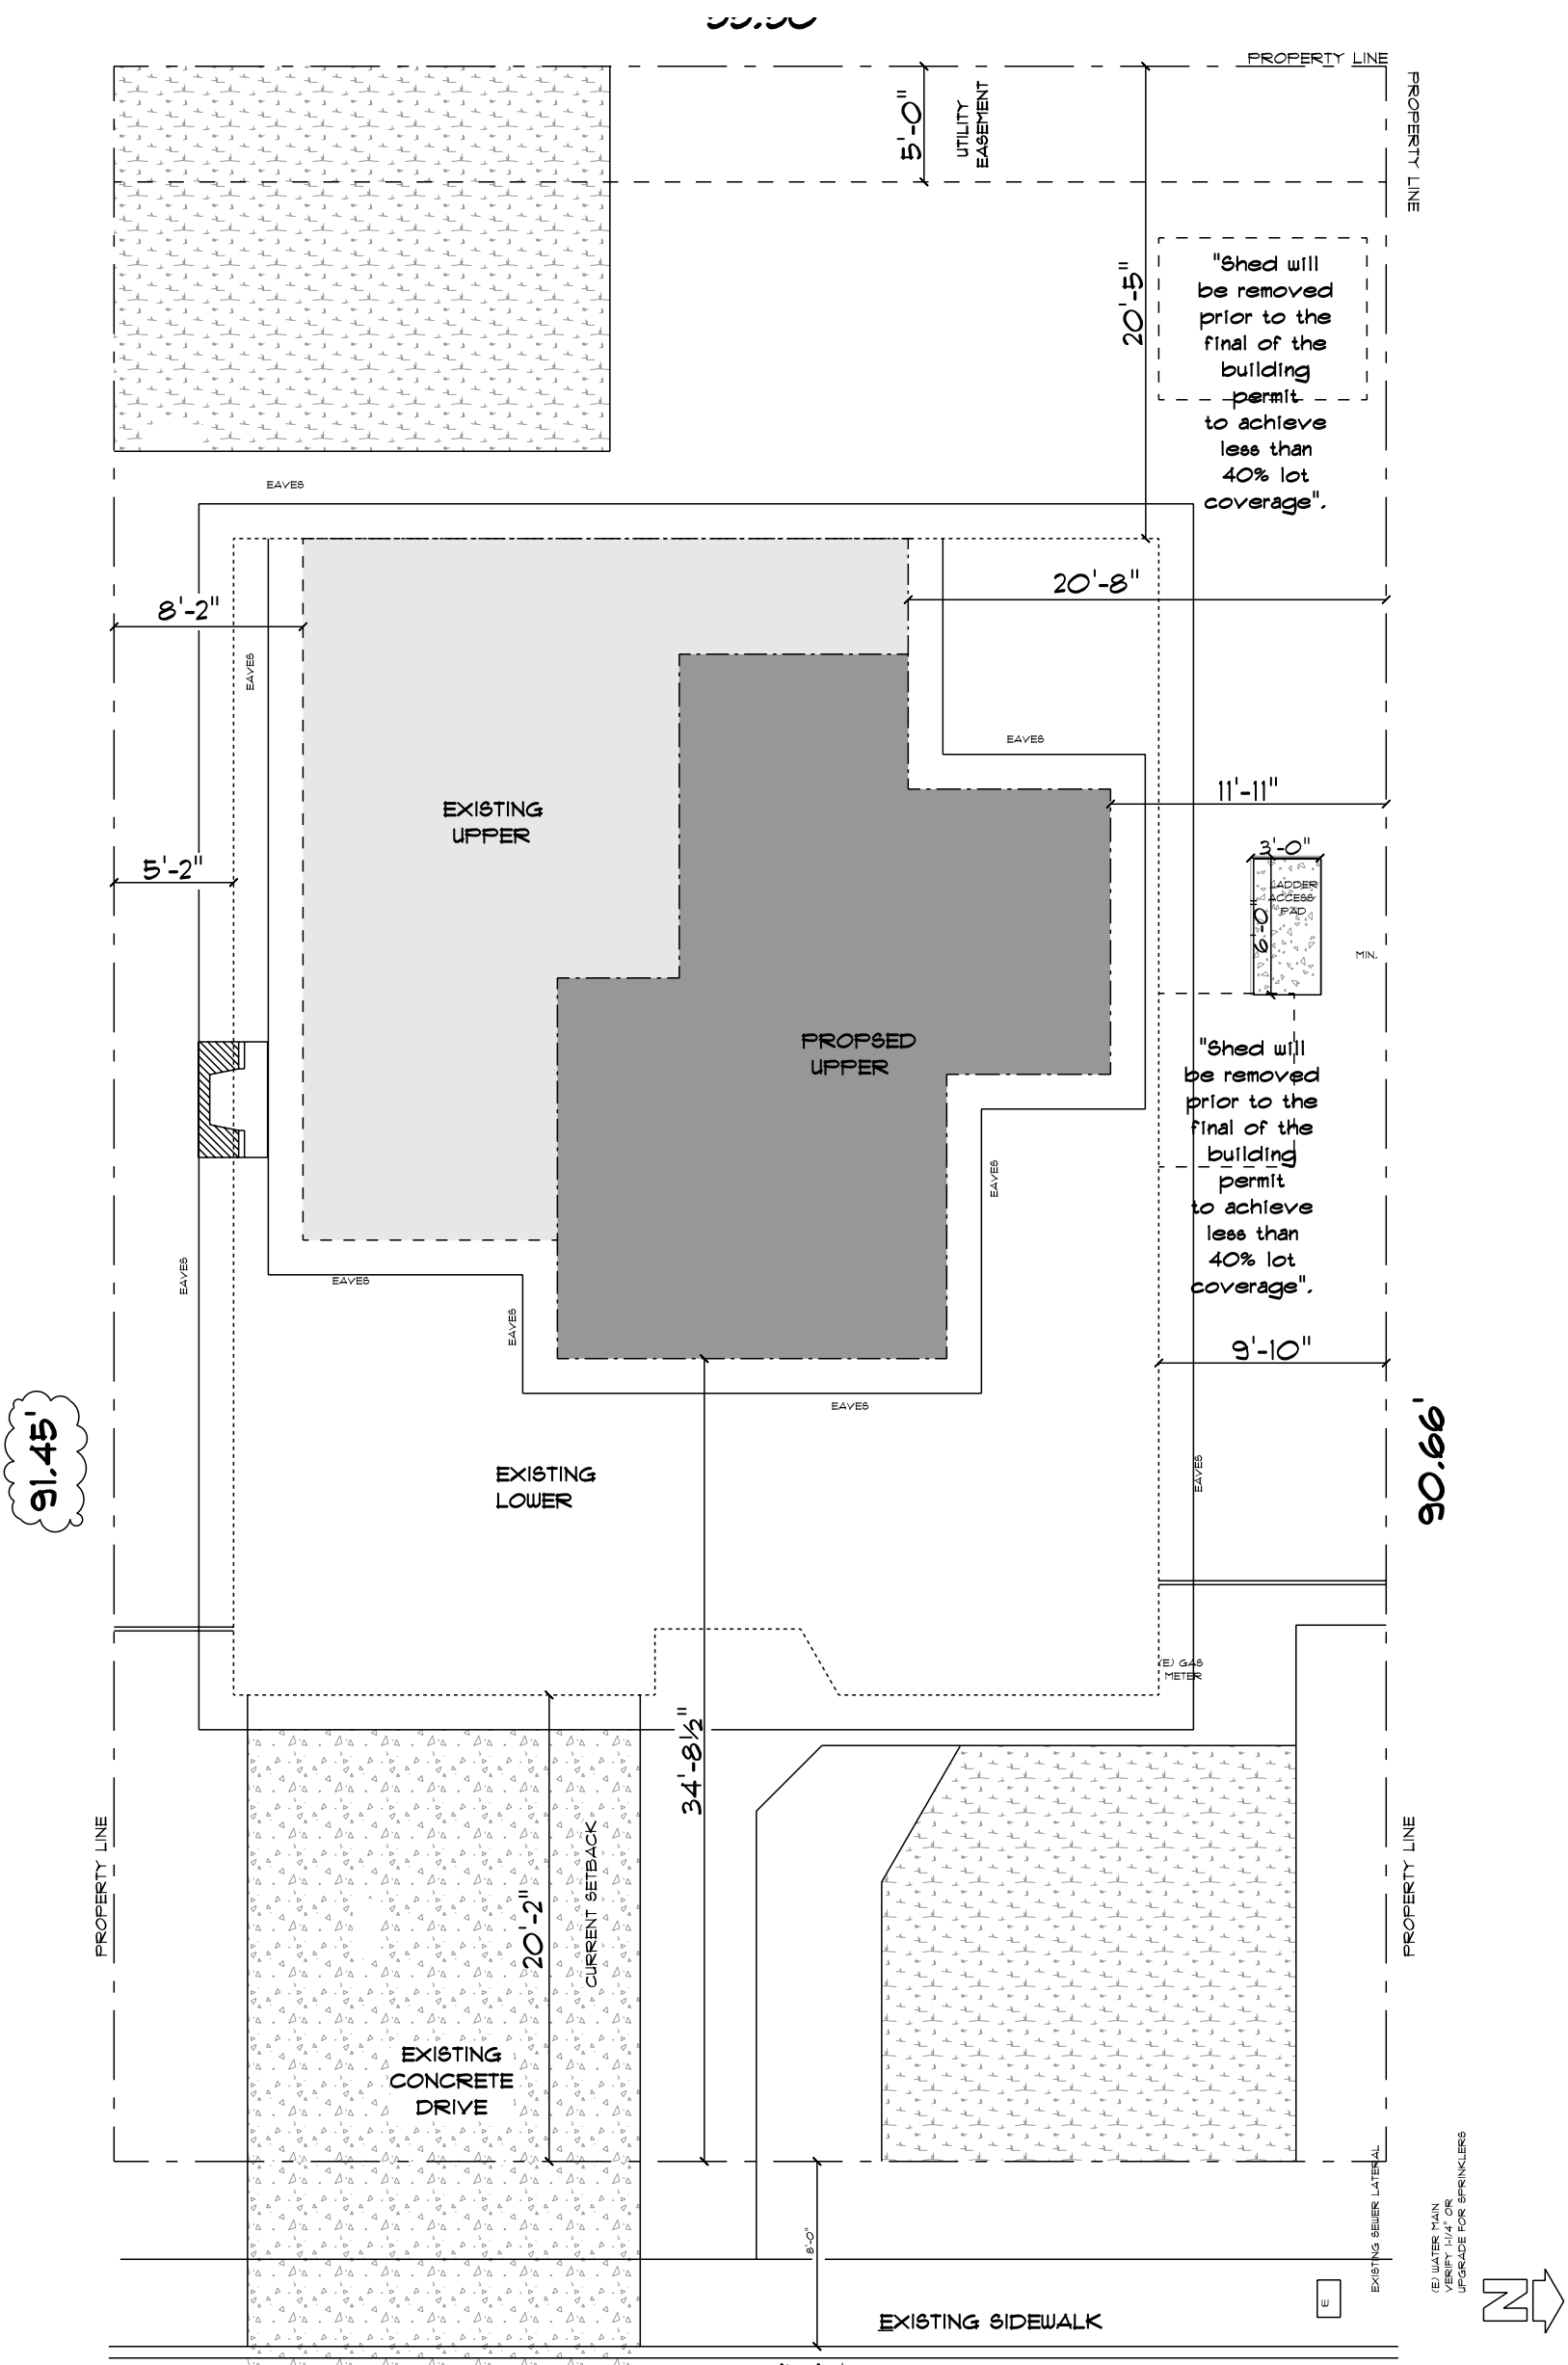 PROPERTY LINE
PROPERTY LINE
5'-0"
UTILITY
EASEMENT
20'-5"
"Shed will
be removed
prior to the
final of the
building
permit
to achieve
less than
40% lot
coverage".
EAVES
8'-2"
20'-8"
EAVES
EAVES
11'-11"
EXISTING
UPPER
5'-2"
3'-0"
LADDER
ACCESS
PAD
6'-0"
MIN.
PROPSED
UPPER
"Shed will
be removed
prior to the
final of the
building
permit
to achieve
less than
40% lot
coverage".
EAVES
EAVES
EAVES
EAVES
9'-10"
EAVES
91.45'
90.66'
EXISTING
LOWER
EAVES
(E) GAS
METER
34'-8½"
PROPERTY LINE
20'-2"
CURRENT SETBACK
PROPERTY LINE
EXISTING
CONCRETE
DRIVE
8'-0"
EXISTING SEWER LATERAL
(E) WATER MAIN
VERIFY 1-1/4" OR
UPGRADE FOR SPRINKLERS
E
N
EXISTING SIDEWALK